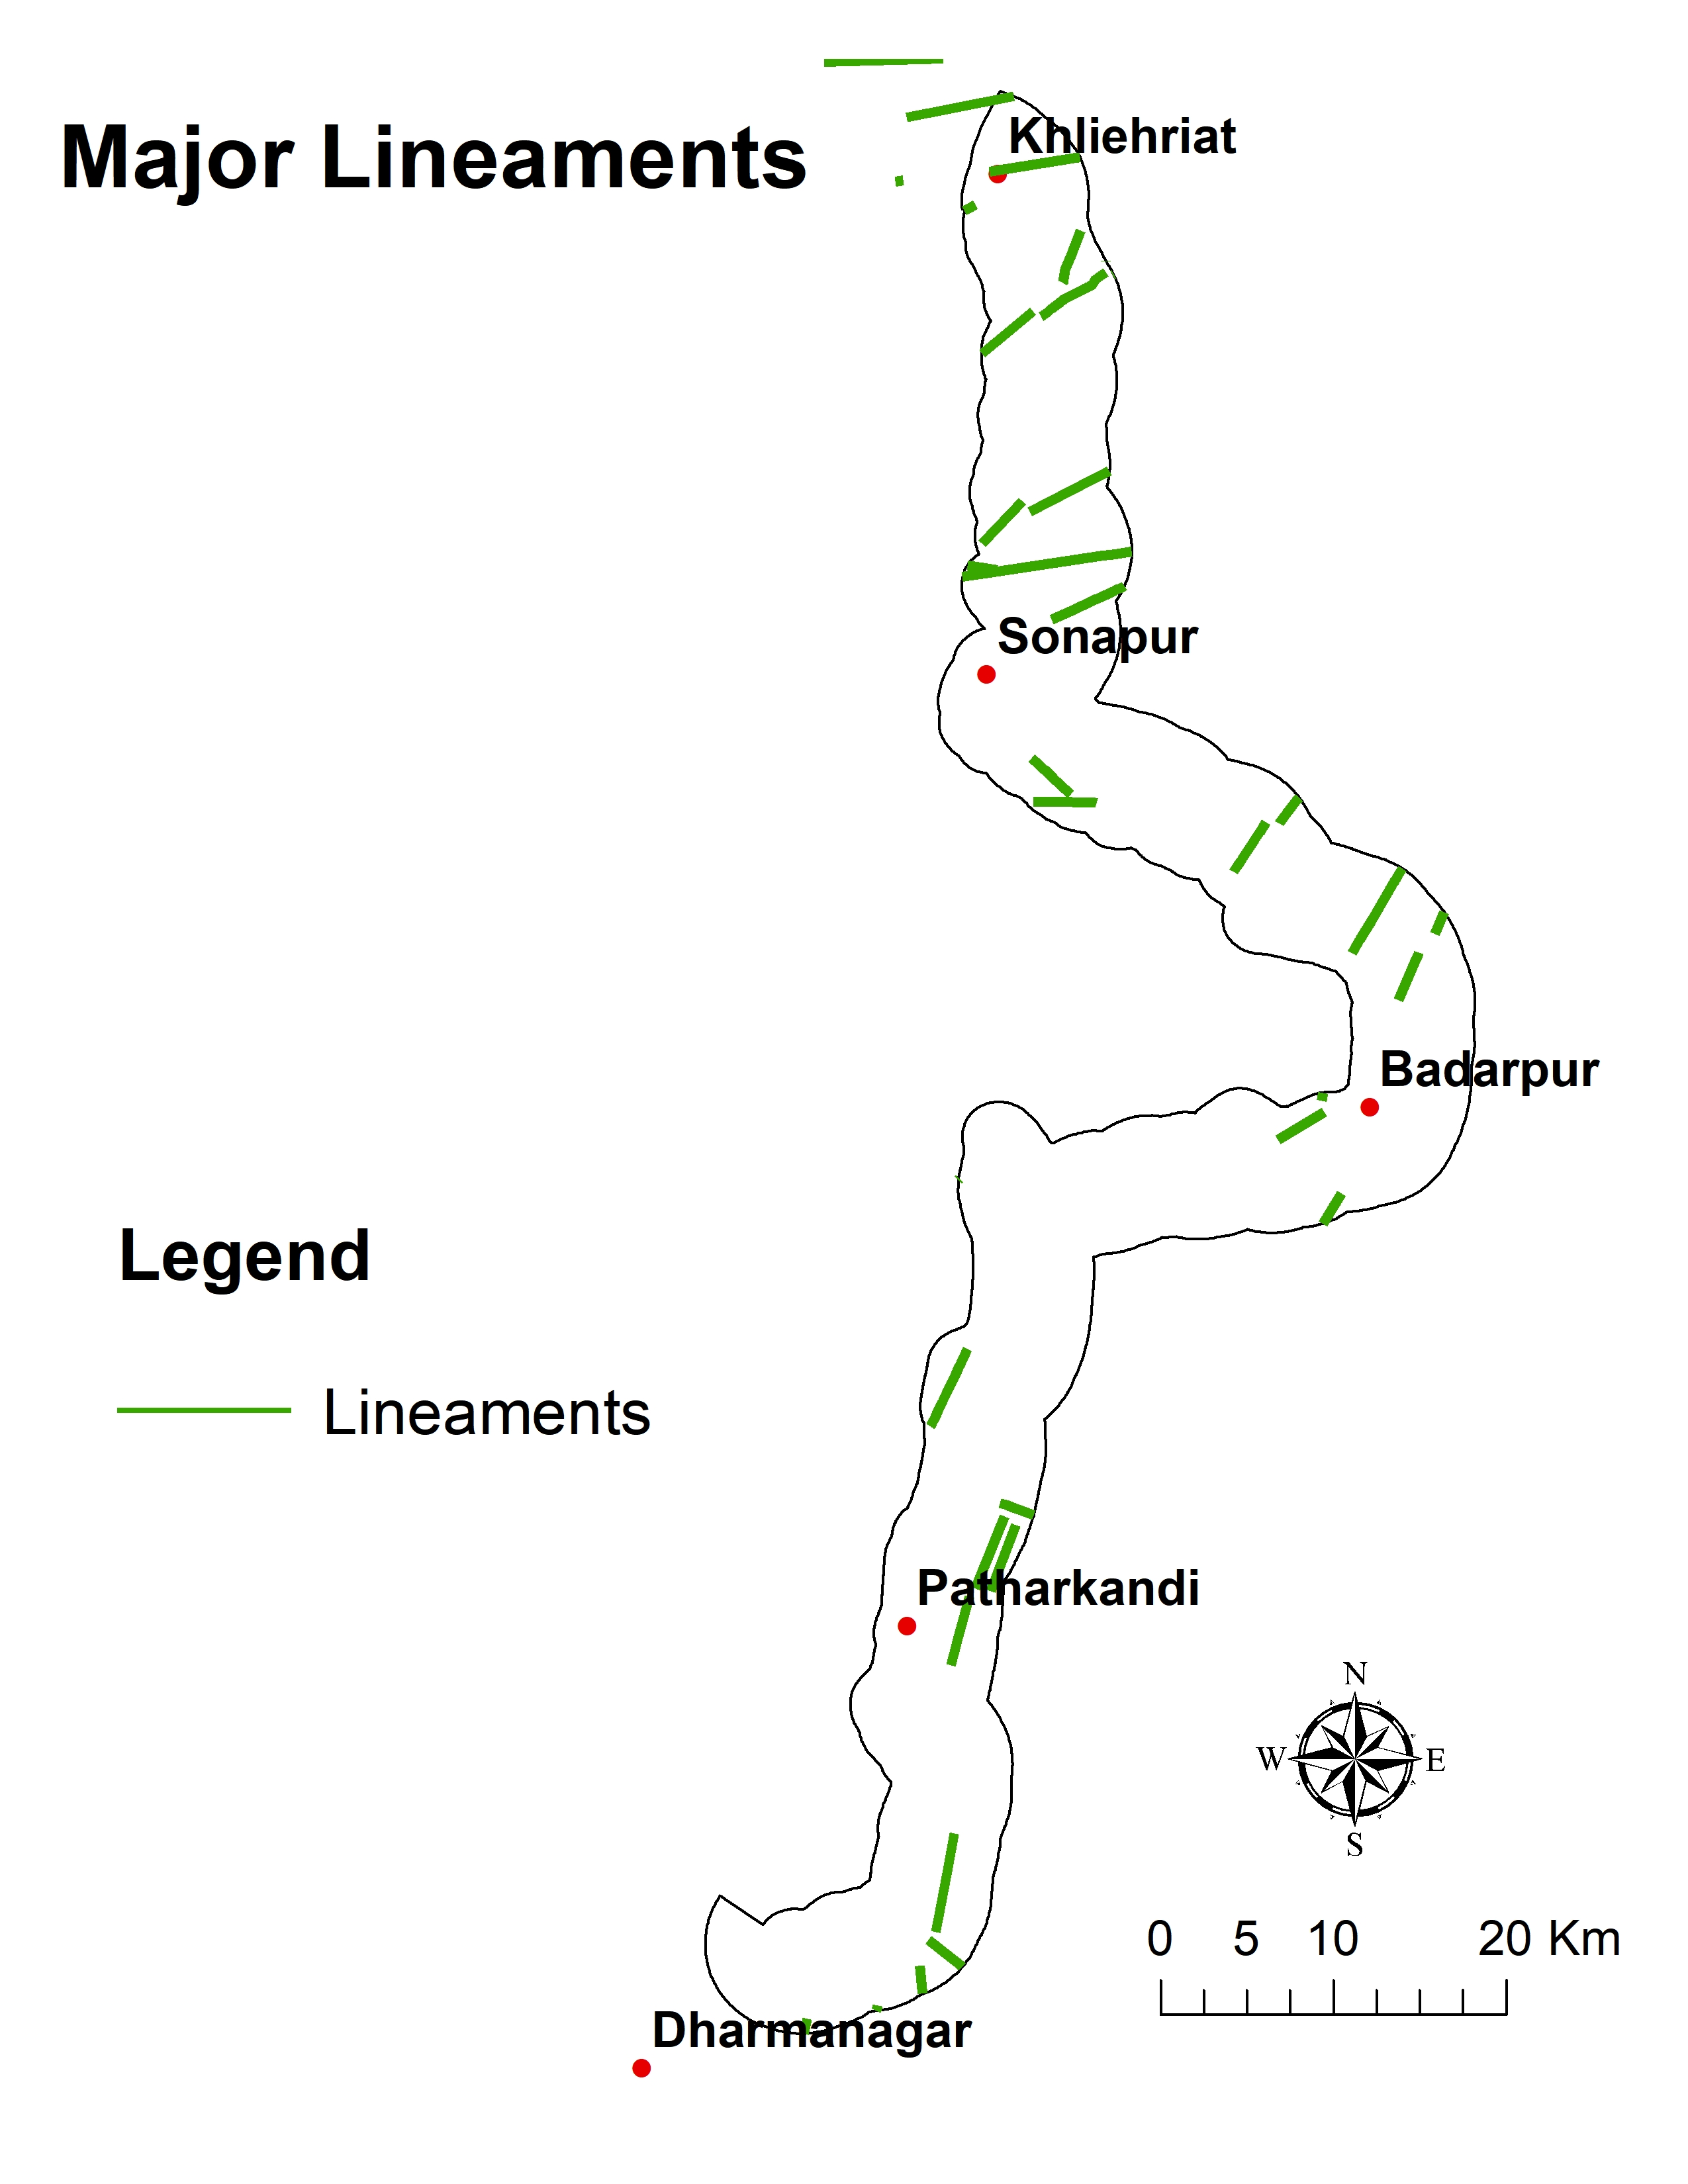 Major Lineaments
Khliehriat
Sonapur
Badarpur
Legend
Lineaments
Patharkandi
N
W E
S
0 5 10 20 Km
Dharmanagar